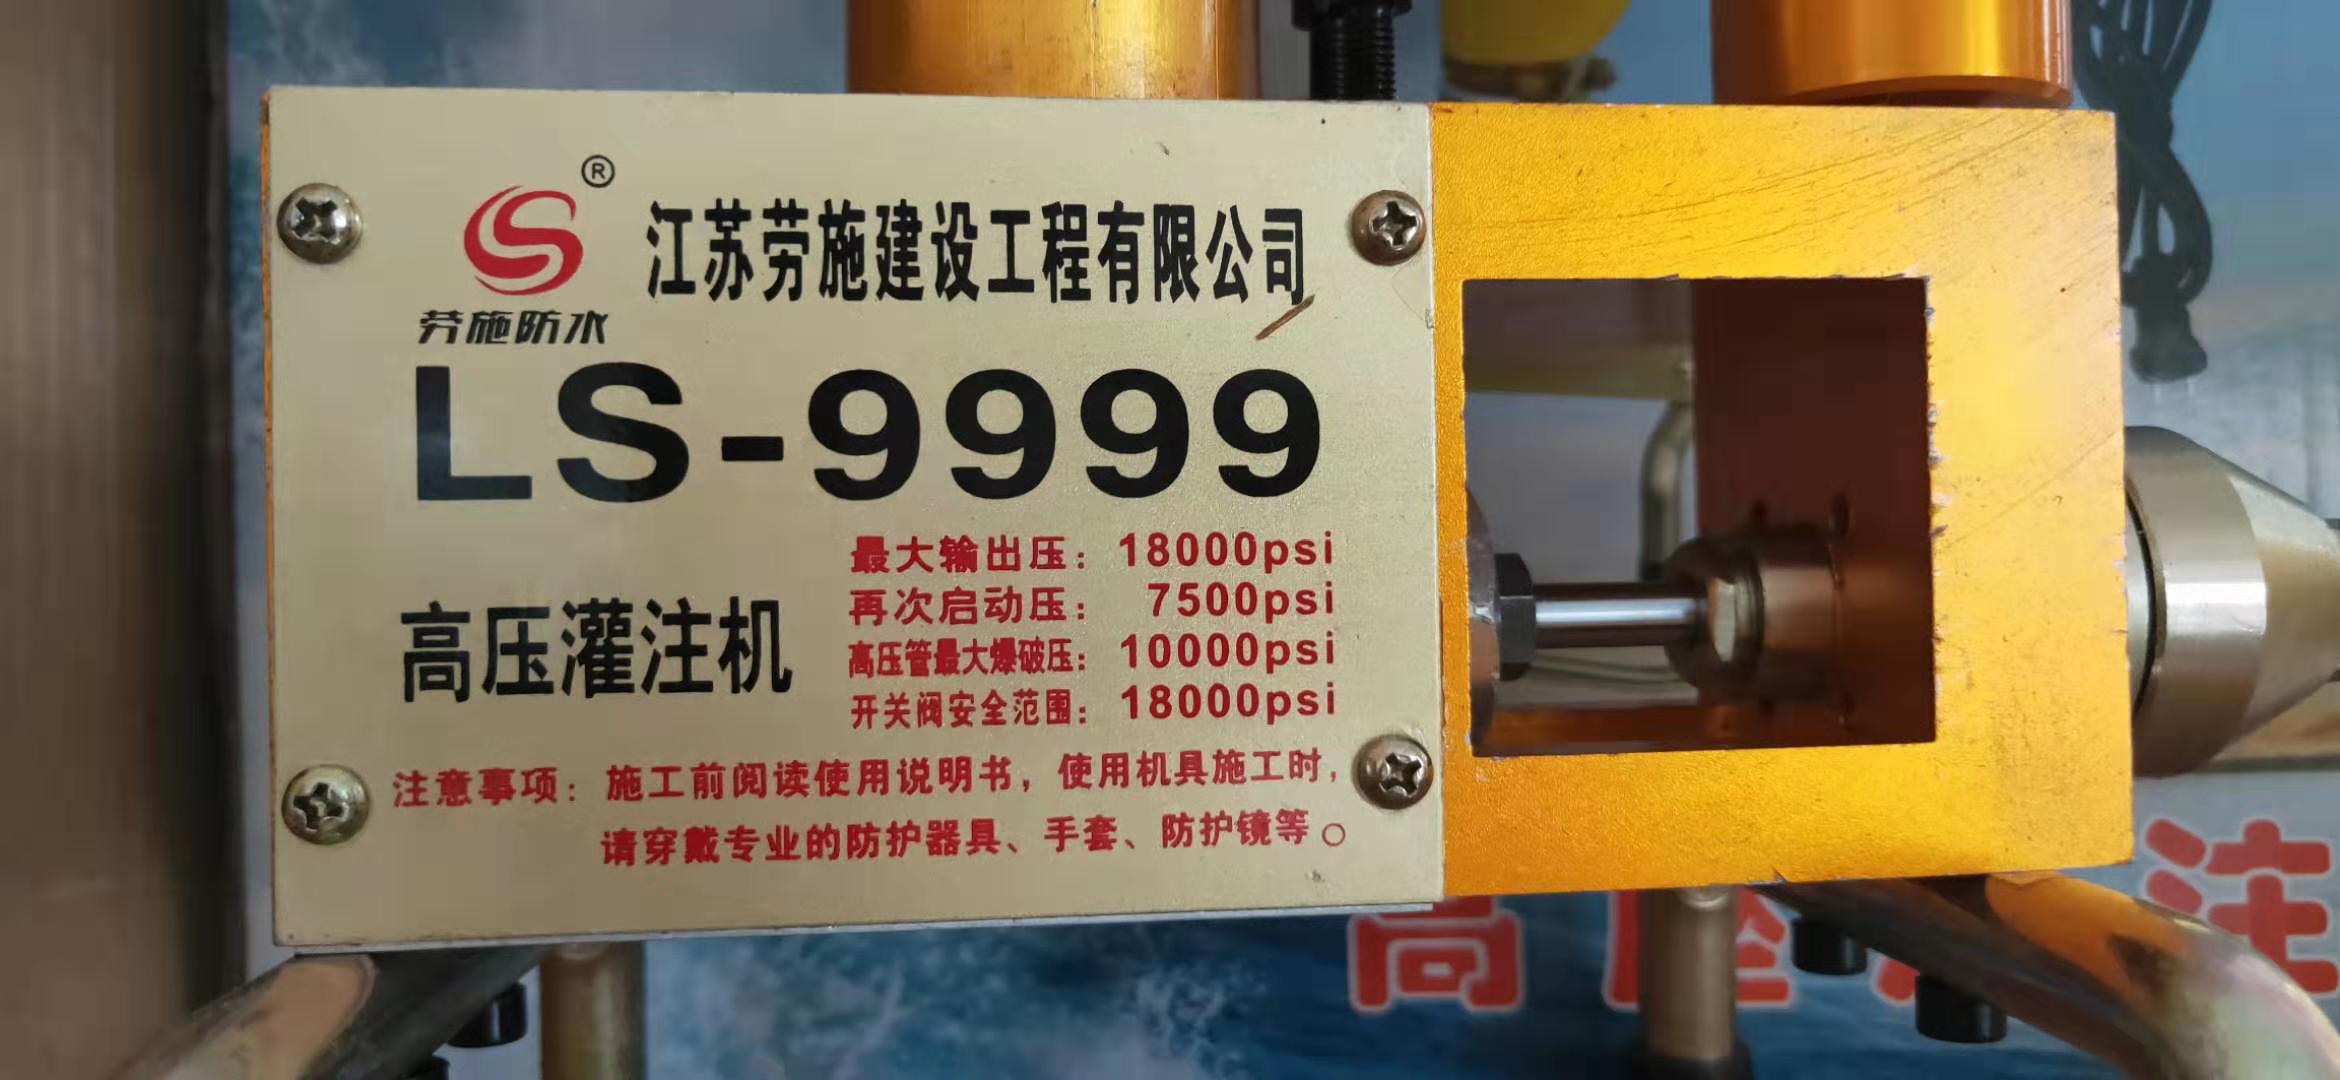 ®
江苏劳施建设工程有限公司
劳施防水
LS-9999
高压灌注机
最大输出压：18000psi
再次启动压：7500psi
高压管最大爆破压：10000psi
开关阀安全范围：18000psi
注意事项：施工前阅读使用说明书，使用机具施工时，
请穿戴专业的防护器具、手套、防护镜等。
高 注